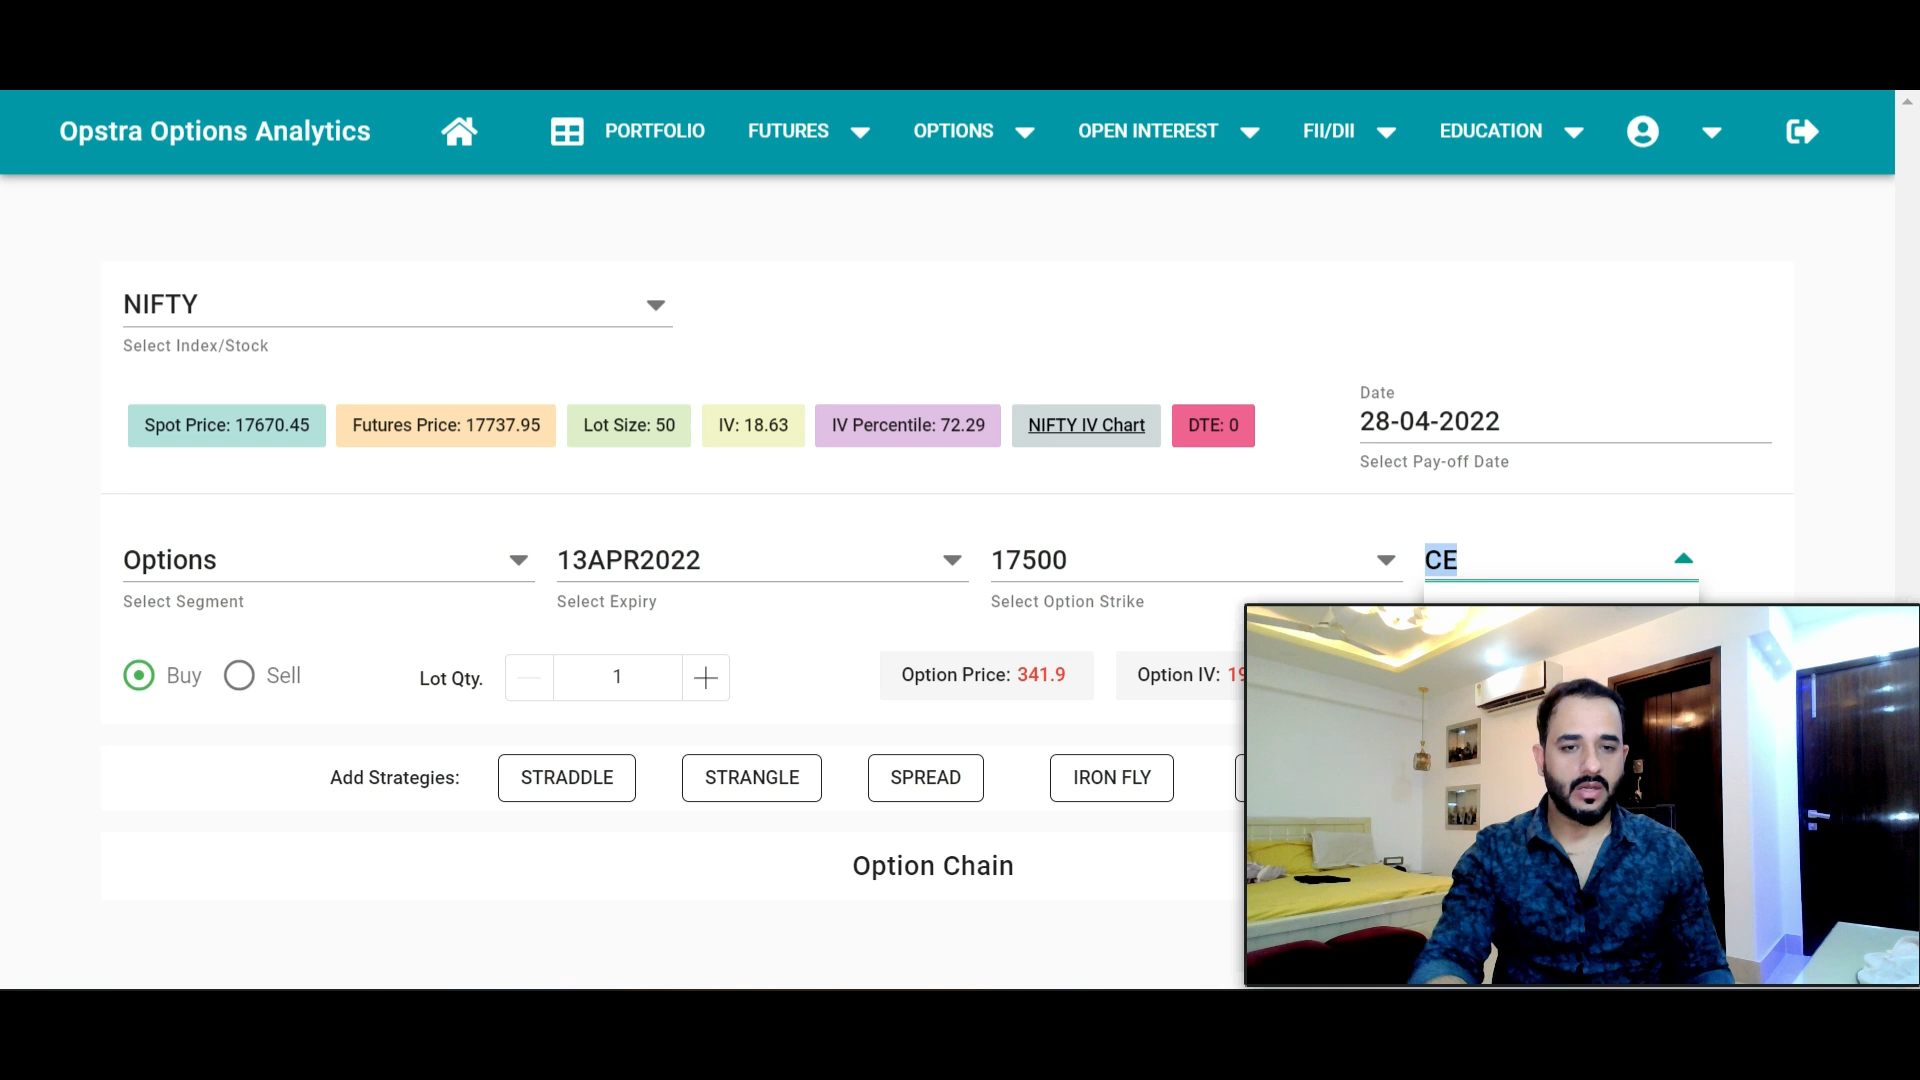 Opstra Options Analytics
PORTFOLIO
FUTURES
OPTIONS
OPEN INTEREST
FII/DII
EDUCATION
NIFTY
Select Index/Stock
Spot Price: 17670.45
Futures Price: 17737.95
Lot Size: 50
IV: 18.63
IV Percentile: 72.29
NIFTY IV Chart
DTE: 0
Date
28-04-2022
Select Pay-off Date
Options
Select Segment
13APR2022
Select Expiry
17500
Select Option Strike
CE
Buy
Sell
Lot Qty.
1
Option Price: 341.9
Option IV:
Add Strategies:
STRADDLE
STRANGLE
SPREAD
IRON FLY
Option Chain